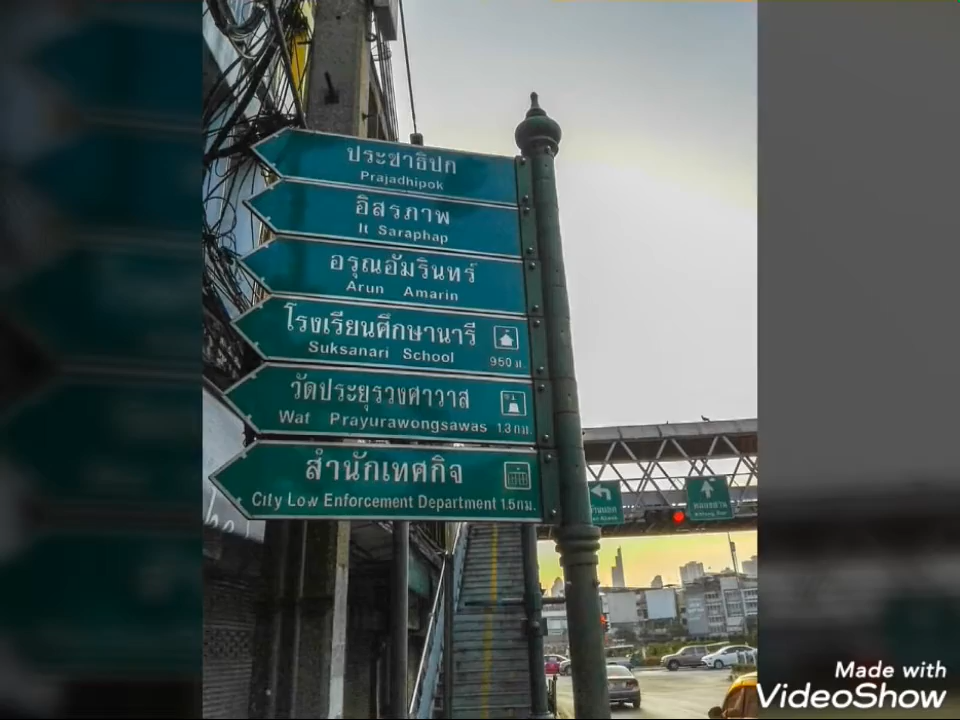 ประชาธิปก
Prajadhipok
อิสรภาพ
It Saraphap
อรุณอัมรินทร์
Arun Amarin
โรงเรียนศึกษานารี
Suksanari School
950 ม.
วัดประยุรวงศาวาส
Wat Prayurawongsawas 1.3 กม.
สำนักเทศกิจ
City Low Enforcement Department 1.5 กม.
Made with
VideoShow